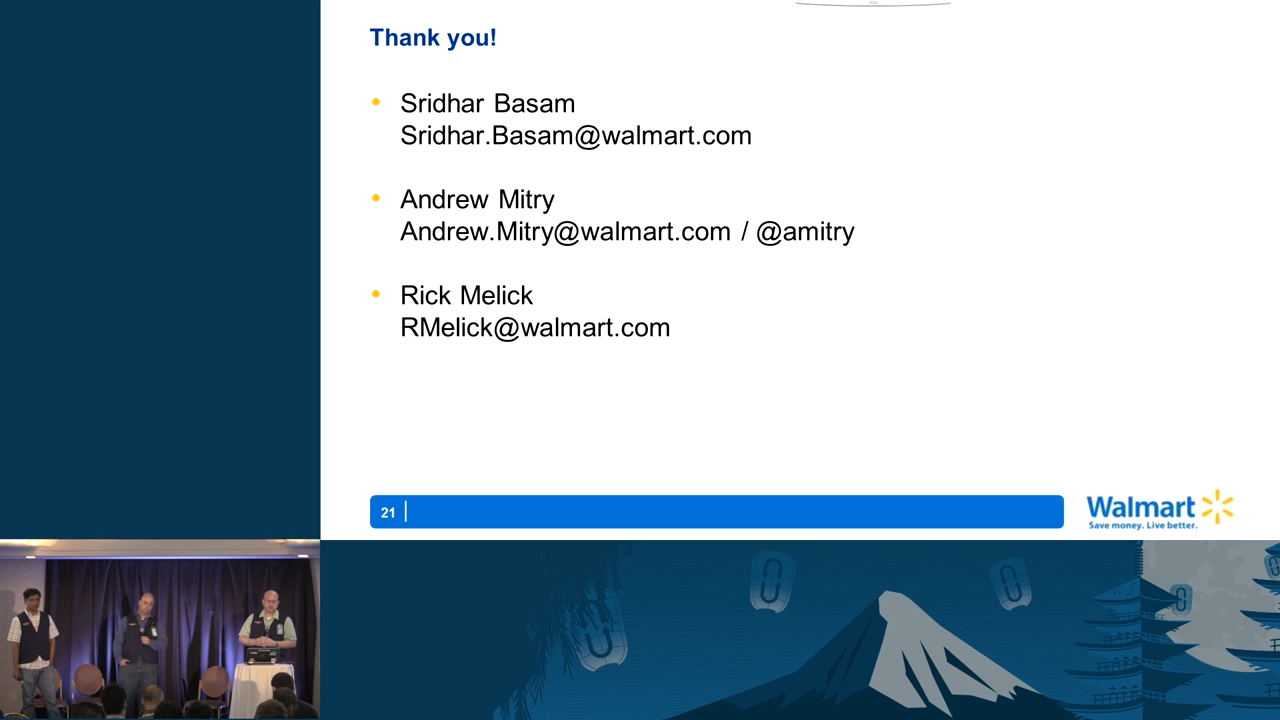 Thank you!
• Sridhar Basam
Sridhar.Basam@walmart.com
• Andrew Mitry
Andrew.Mitry@walmart.com / @amitry
• Rick Melick
RMelick@walmart.com
21
Walmart
Save money. Live better.